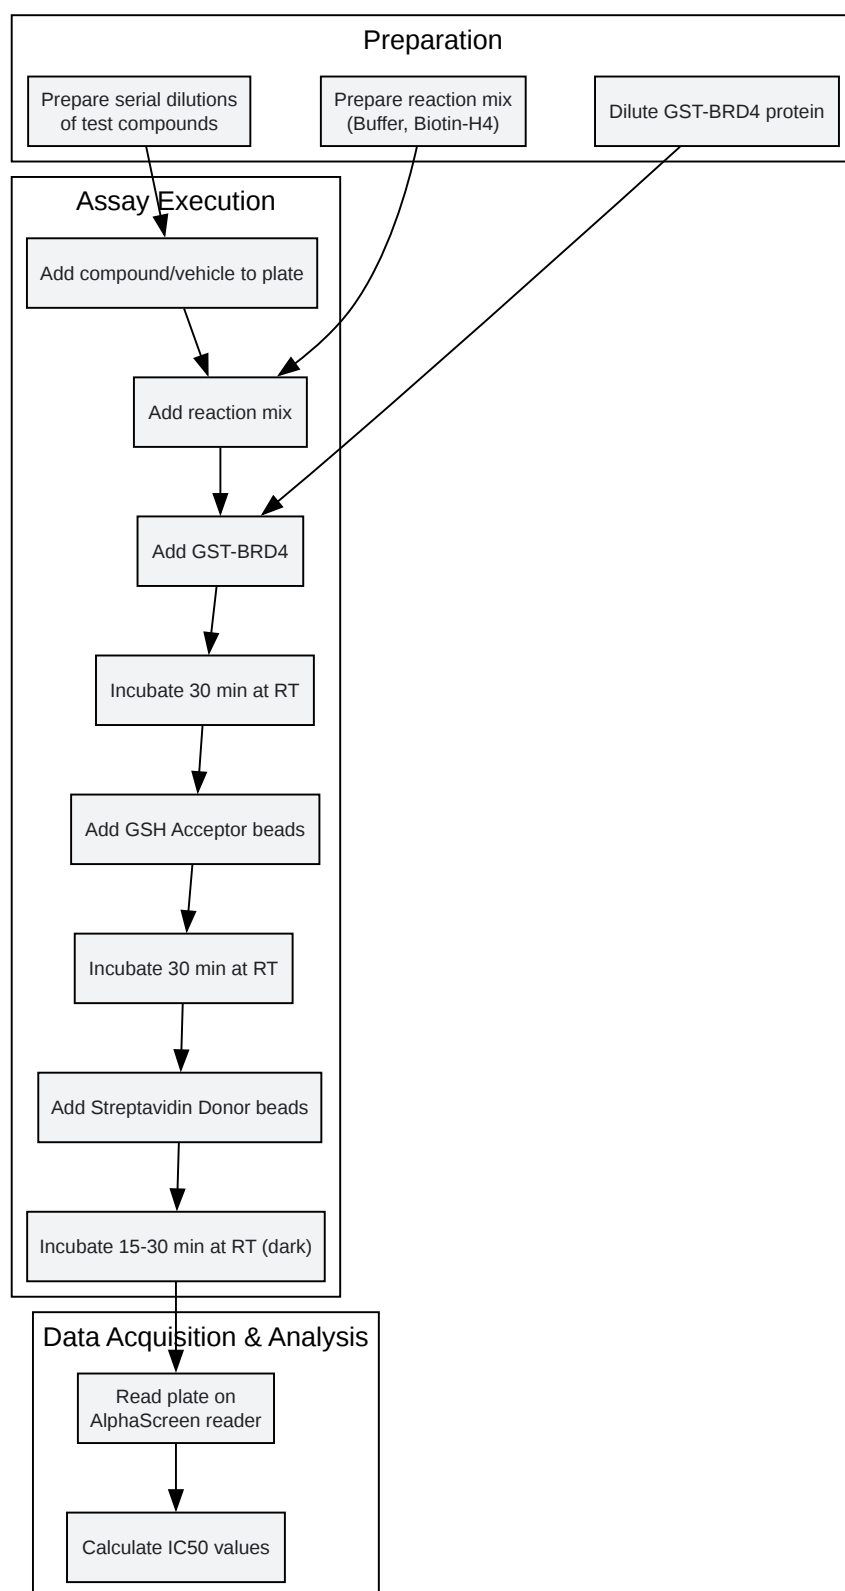 Preparation
Prepare serial dilutions
of test compounds
Prepare reaction mix
(Buffer, Biotin-H4)
Dilute GST-BRD4 protein
Assay Execution
Add compound/vehicle to plate
Add reaction mix
Add GST-BRD4
Incubate 30 min at RT
Add GSH Acceptor beads
Incubate 30 min at RT
Add Streptavidin Donor beads
Incubate 15-30 min at RT (dark)
Data Acquisition & Analysis
Read plate on
AlphaScreen reader
Calculate IC50 values